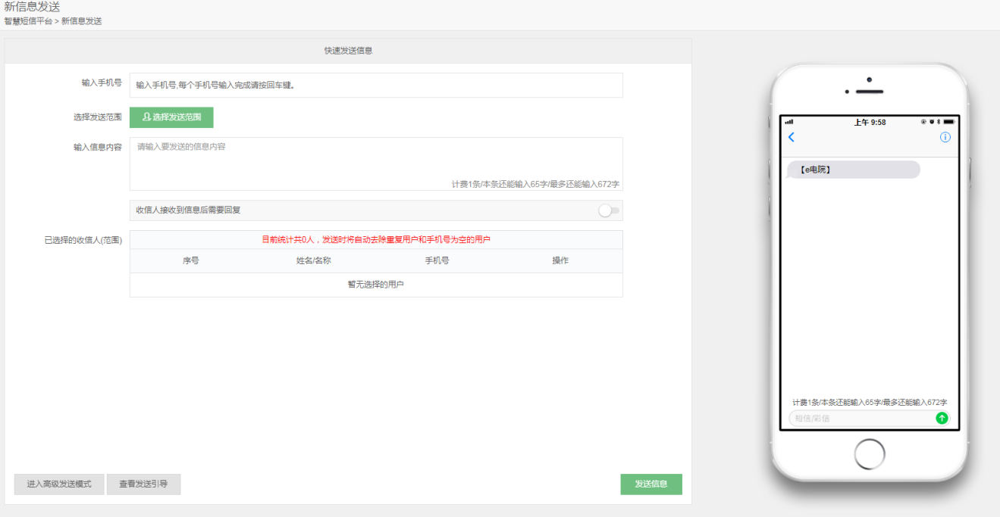 新信息发送
智慧短信平台 > 新信息发送
快速发送信息
输入手机号
输入手机号,每个手机号输入完成请按回车键。
选择发送范围
选择发送范围
输入信息内容
请输入要发送的信息内容
计费1条/本条还能输入65字/最多还能输入672字
收信人接收到信息后需要回复
已选择的收信人(范围)
目前统计共0人，发送时将自动去除重复用户和手机号为空的用户
序号 姓名/名称 手机号 操作
暂无选择的用户
进入高级发送模式
查看发送引导
发送信息
上午 9:58
【e电院】
计费1条/本条还能输入65字/最多还能输入672字
短信/彩信